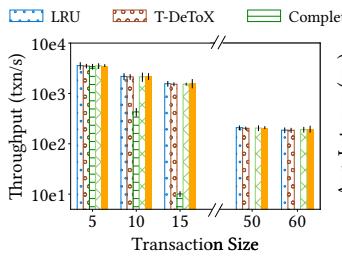 LRU T-DeToX Complet
Throughput (txn/s)
10e4
10e3
10e2
10e1
5 10 15 50 60
Transaction Size